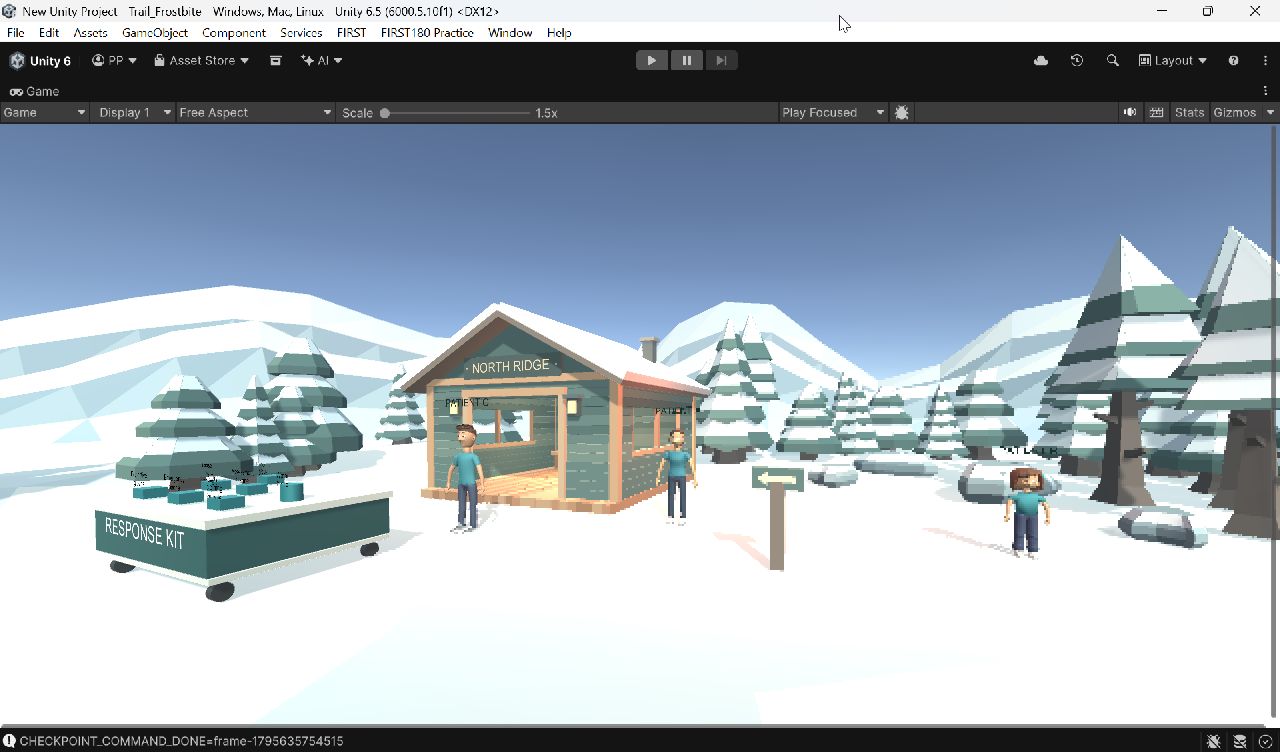 New Unity Project - Trail_Frostbite - Windows, Mac, Linux - Unity 6.5 (6000.5.10f1) <DX12>
File Edit Assets GameObject Component Services FIRST FIRST180 Practice Window Help
Unity 6 PP Asset Store AI Layout
Game
Game Display 1 Free Aspect Scale 1.5x Play Focused Stats Gizmos
· NORTH RIDGE ·
PATIENT C
RESPONSE KIT
CHECKPOINT_COMMAND_DONE=frame-1795635754515